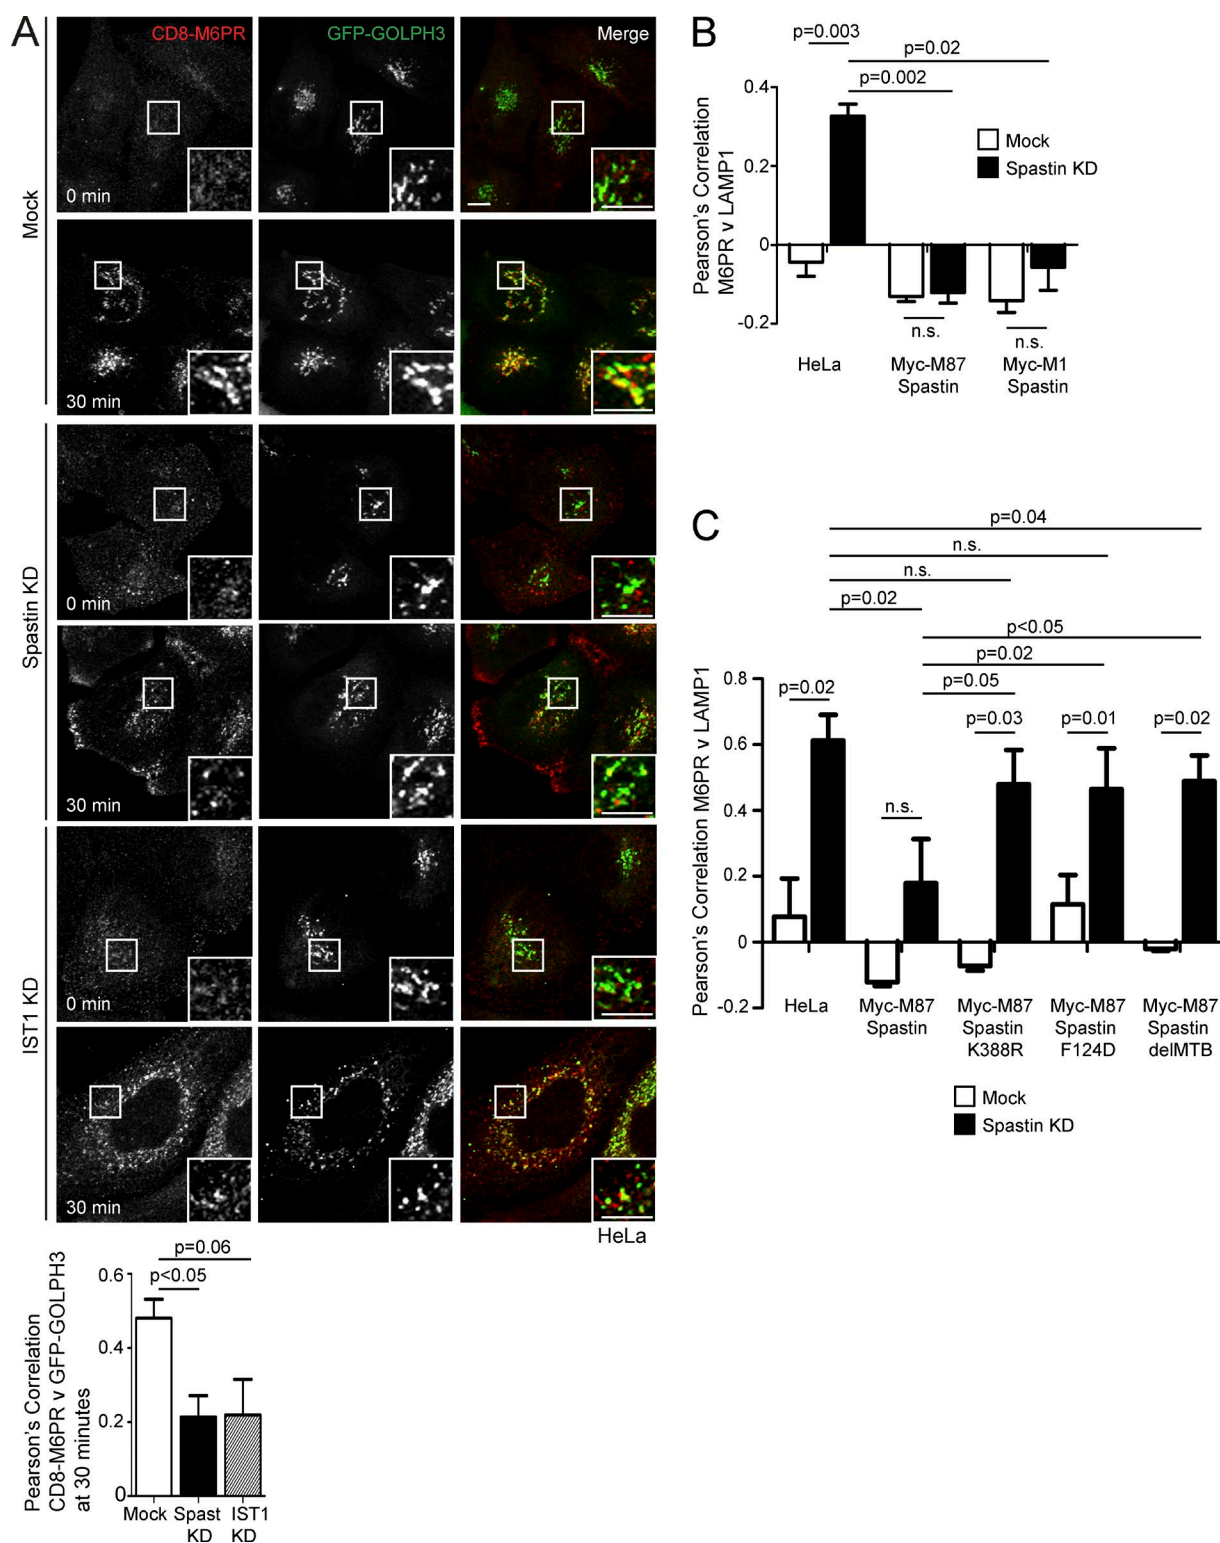 A
CD8-M6PR
GFP-GOLPH3
Merge
Mock
0 min
30 min
Spastin KD
0 min
30 min
IST1 KD
0 min
30 min
HeLa
Pearson's Correlation
CD8-M6PR v GFP-GOLPH3
at 30 minutes
p=0.06
p<0.05
0.6
0.4
0.2
0
Mock
Spast
KD
IST1
KD
B
p=0.003
p=0.02
p=0.002
Pearson's Correlation
M6PR v LAMP1
0.4
0.2
0
-0.2
Mock
Spastin KD
n.s.
n.s.
HeLa
Myc-M87
Spastin
Myc-M1
Spastin
C
p=0.04
n.s.
n.s.
p=0.02
p<0.05
p=0.02
p=0.05
p=0.02
p=0.03
p=0.01
p=0.02
n.s.
Pearson's Correlation M6PR v LAMP1
0.8
0.6
0.4
0.2
0
-0.2
HeLa
Myc-M87
Spastin
Myc-M87
Spastin
K388R
Myc-M87
Spastin
F124D
Myc-M87
Spastin
delMTB
Mock
Spastin KD